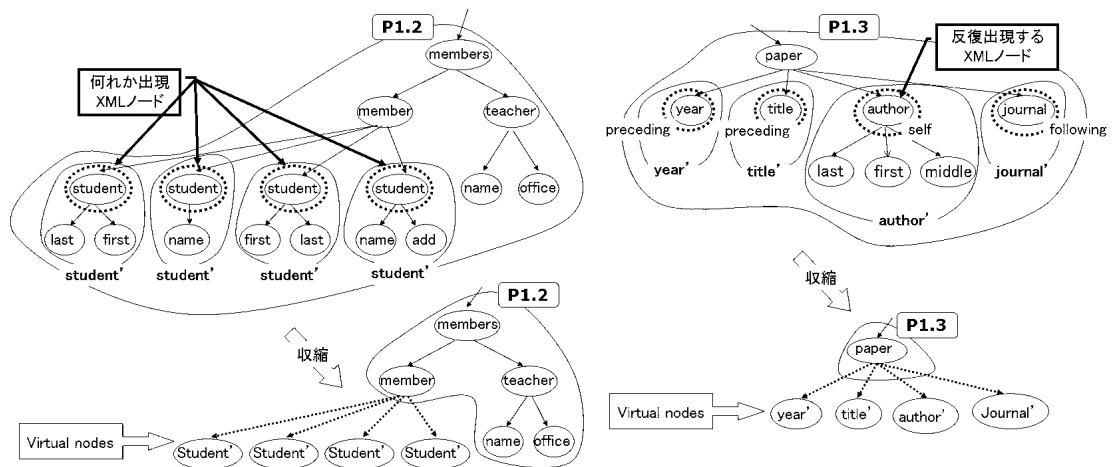 P1.2
members
何れか出現
XMLノード
member
teacher
student
student
student
student
name
office
last
first
name
first
last
name
add
student’
student’
student’
student’
収縮
P1.2
members
member
teacher
name
office
Virtual nodes
Student’
Student’
Student’
Student’
P1.3
反復出現する
XMLノード
paper
year
title
author
journal
preceding
preceding
self
following
year’
title’
last
first
middle
journal’
author’
収縮
P1.3
paper
Virtual nodes
year’
title’
author’
Journal’